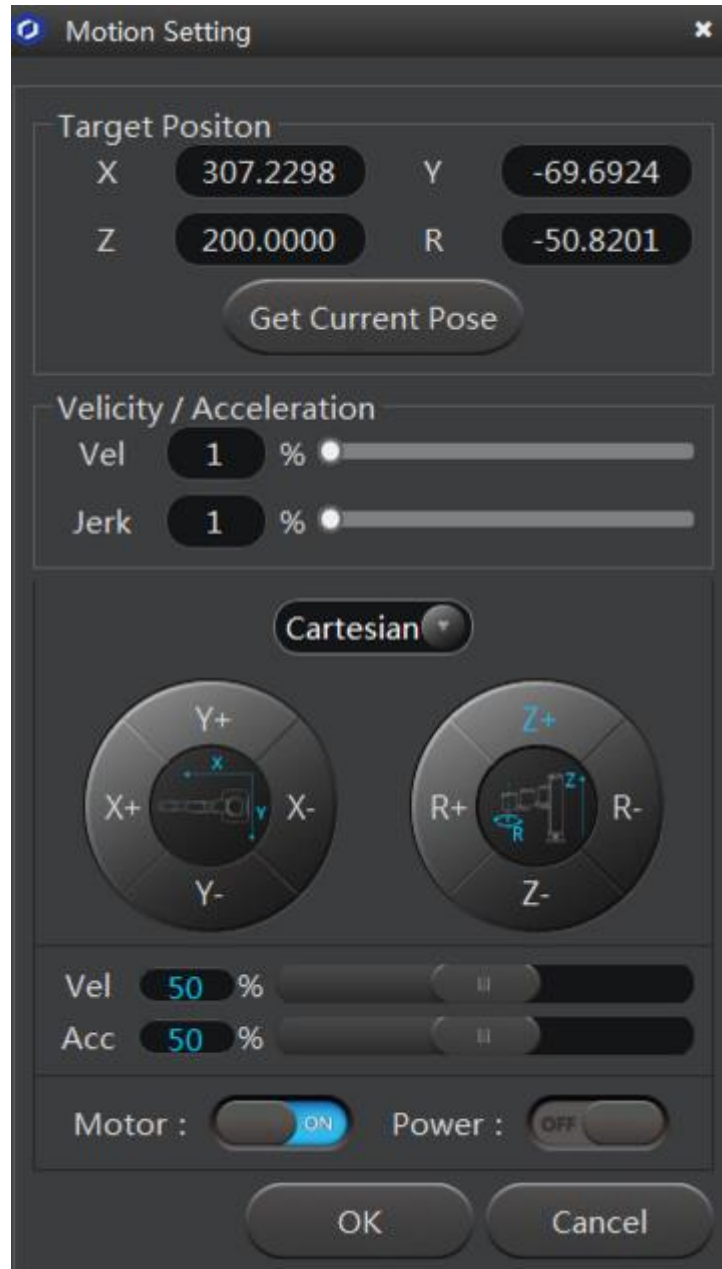 Motion Setting
Target Positon
X 307.2298 Y -69.6924
Z 200.0000 R -50.8201
Get Current Pose
Velicity / Acceleration
Vel 1 %
Jerk 1 %
Cartesian
Y+
X+
X
Y
X-
Y-
Z+
R+
Z
R
R-
Z-
Vel 50 %
Acc 50 %
Motor : ON Power : OFF
OK Cancel